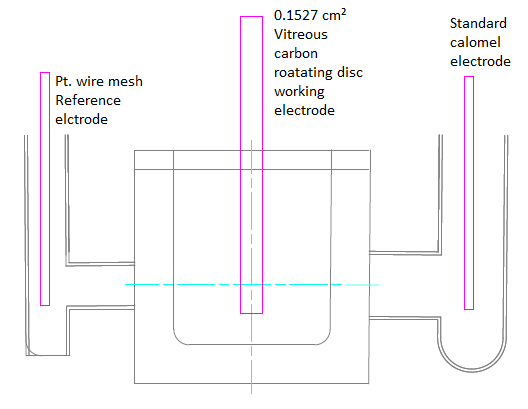 Pt. wire mesh
Reference
elctrode
0.1527 cm²
Vitreous
carbon
roatating disc
working
electrode
Standard
calomel
electrode